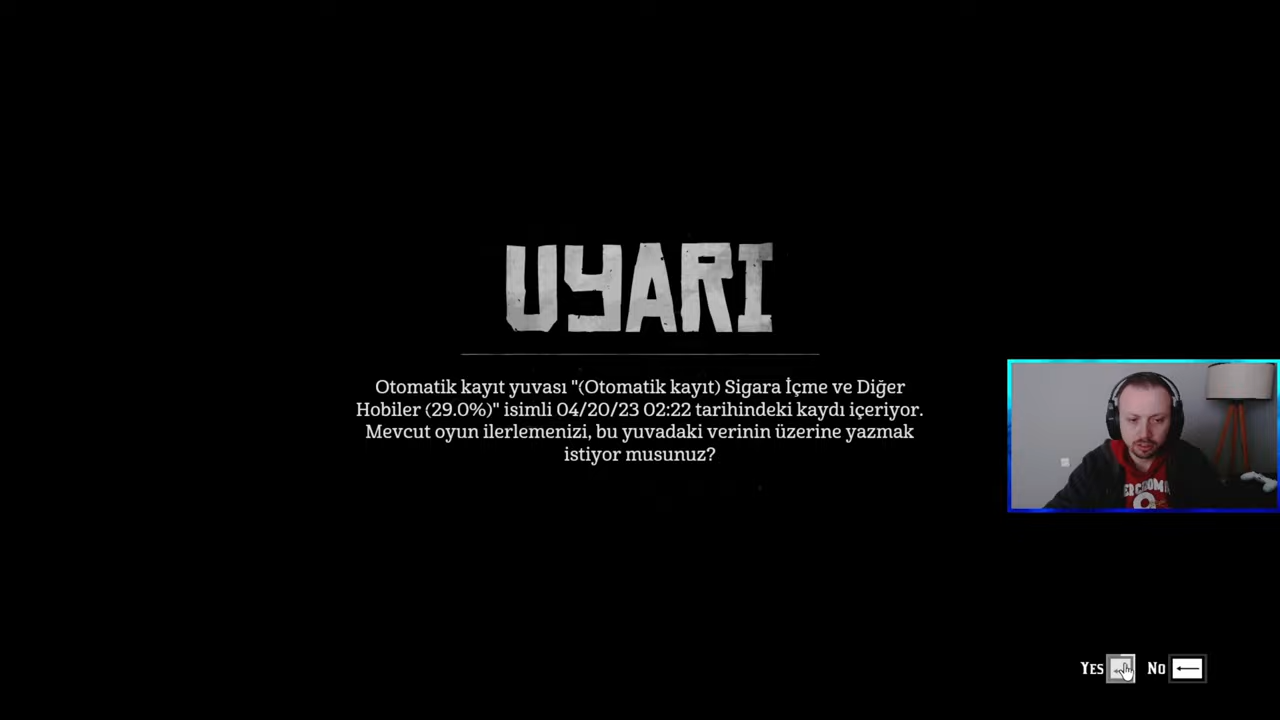 UYARI
Otomatik kayıt yuvası "(Otomatik kayıt) Sigara İçme ve Diğer
Hobiler (29.0%)" isimli 04/20/23 02:22 tarihindeki kaydı içeriyor.
Mevcut oyun ilerlemenizi, bu yuvadaki verinin üzerine yazmak
istiyor musunuz?
YES NO